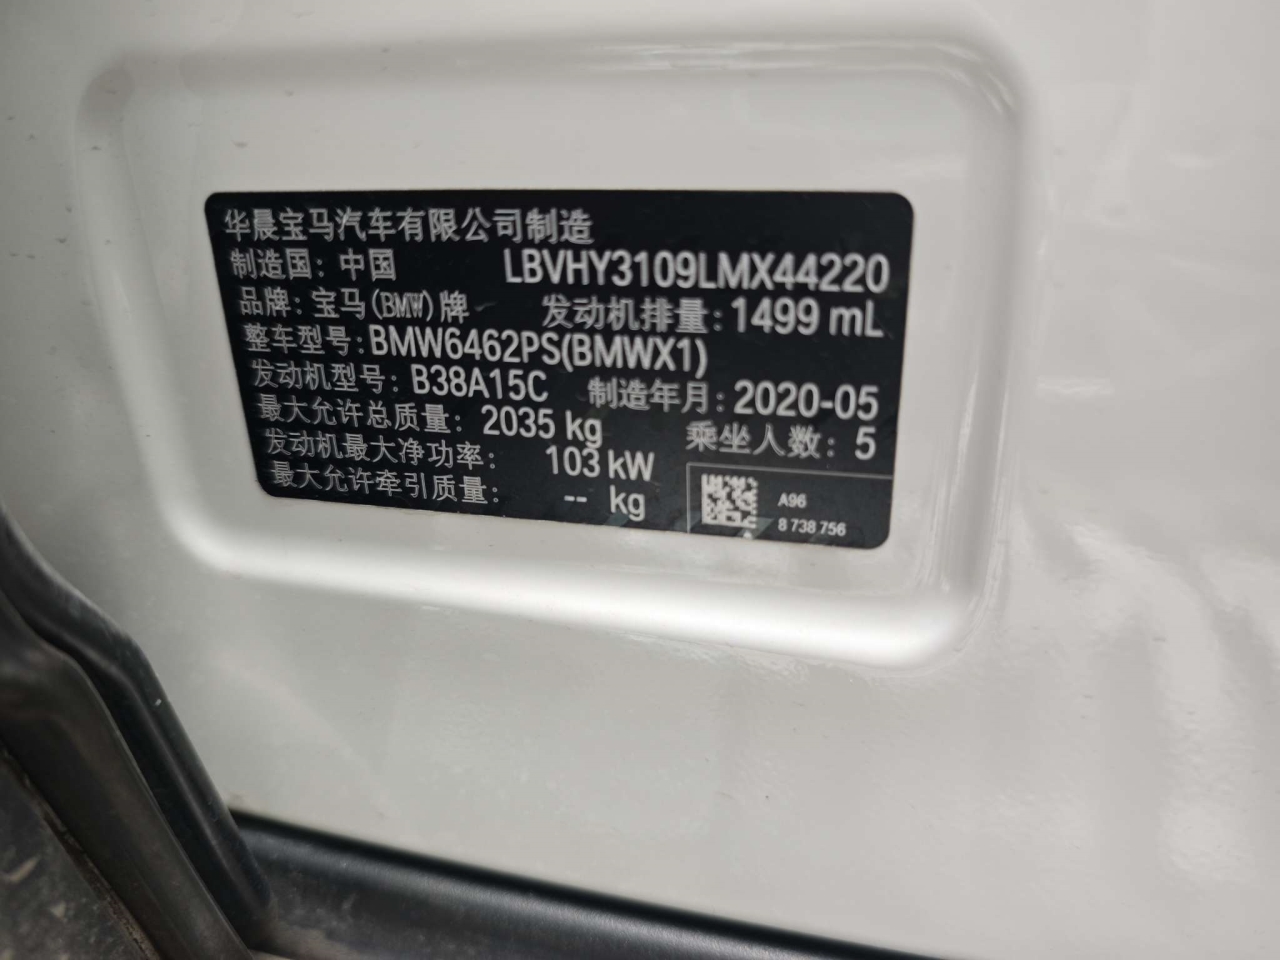 华晨宝马汽车有限公司制造
制造国：中国 LBVHY3109LMX44220
品牌：宝马(BMW)牌 发动机排量：1499 mL
整车型号：BMW6462PS(BMWX1)
发动机型号：B38A15C 制造年月：2020-05
最大允许总质量：2035 kg 乘坐人数：5
发动机最大净功率：103 kW
最大允许牵引质量：-- kg
A96
8 738 756